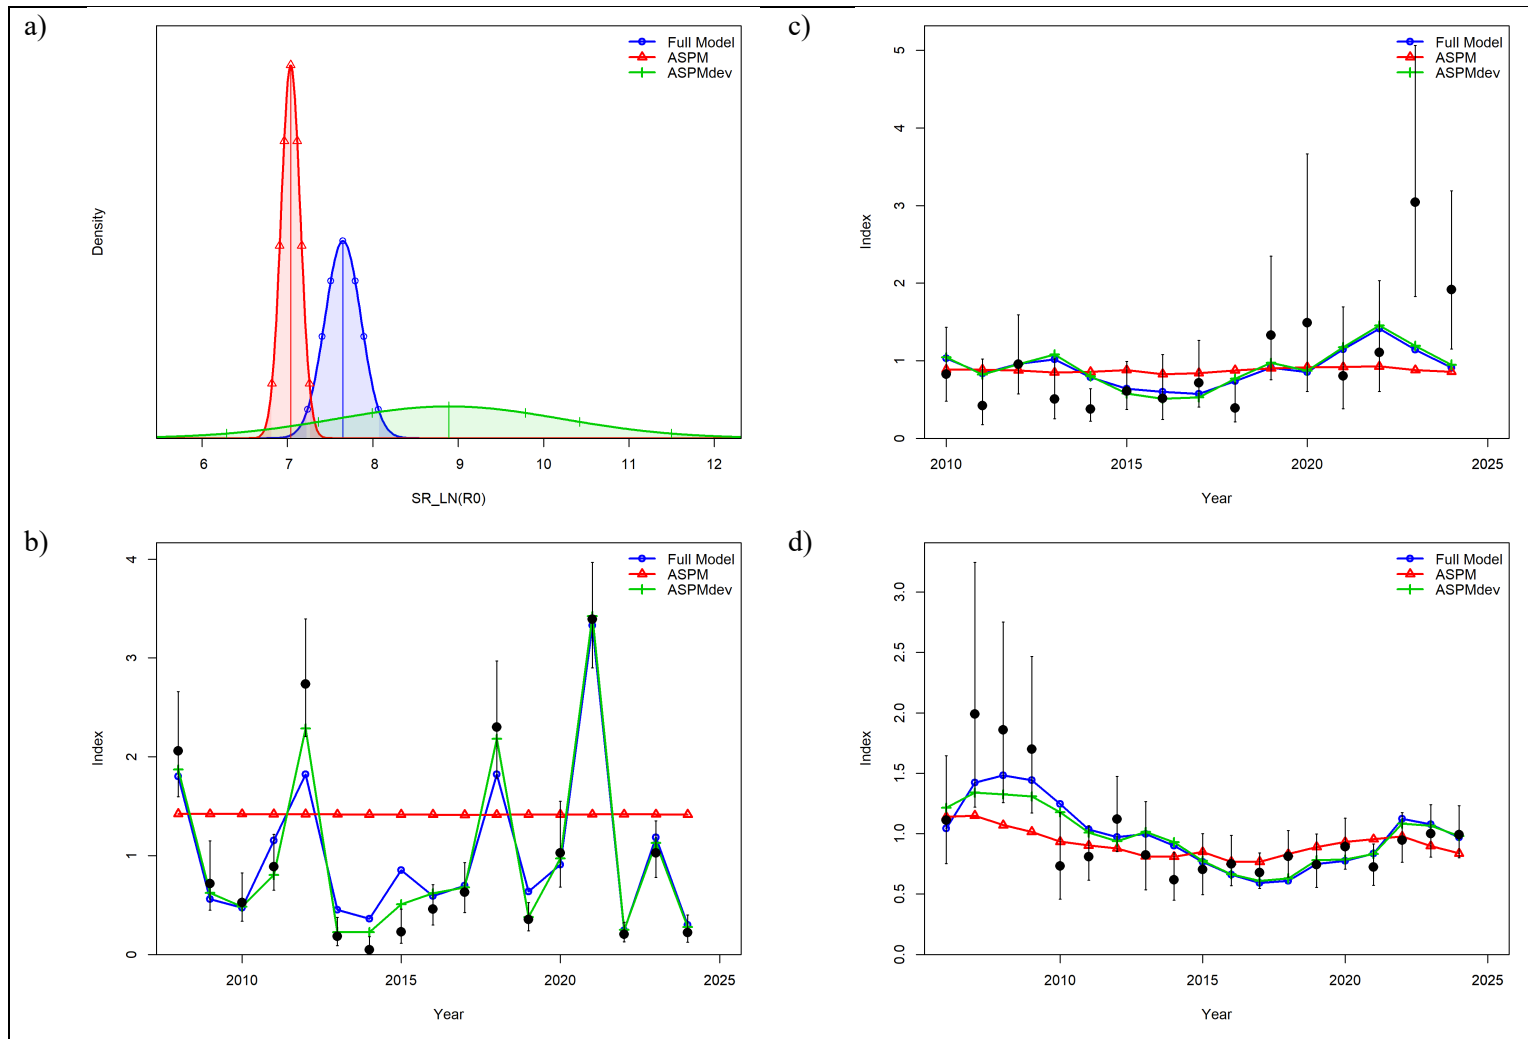 a)
Full Model
ASPM
ASPMdev
Density
6 7 8 9 10 11 12
SR_LN(R0)
b)
Full Model
ASPM
ASPMdev
Index
4
3
2
1
0
2010 2015 2020 2025
Year
c)
Full Model
ASPM
ASPMdev
Index
5
4
3
2
1
0
2010 2015 2020 2025
Year
d)
Full Model
ASPM
ASPMdev
Index
3.0
2.5
2.0
1.5
1.0
0.5
0.0
2010 2015 2020 2025
Year